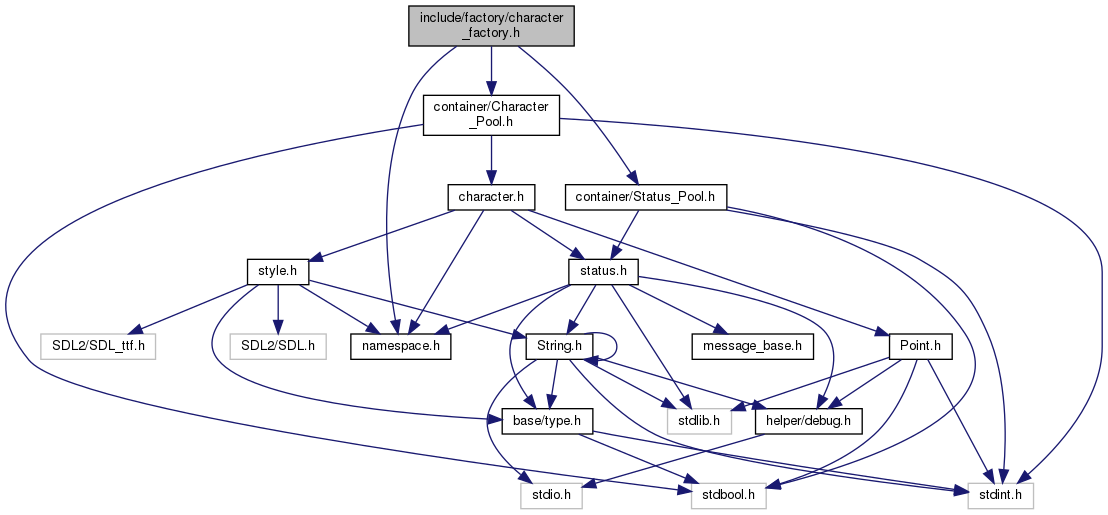 include/factory/character
_factory.h
container/Character
_Pool.h
character.h
container/Status_Pool.h
style.h
status.h
SDL2/SDL_ttf.h
SDL2/SDL.h
namespace.h
String.h
message_base.h
Point.h
base/type.h
stdlib.h
helper/debug.h
stdio.h
stdbool.h
stdint.h